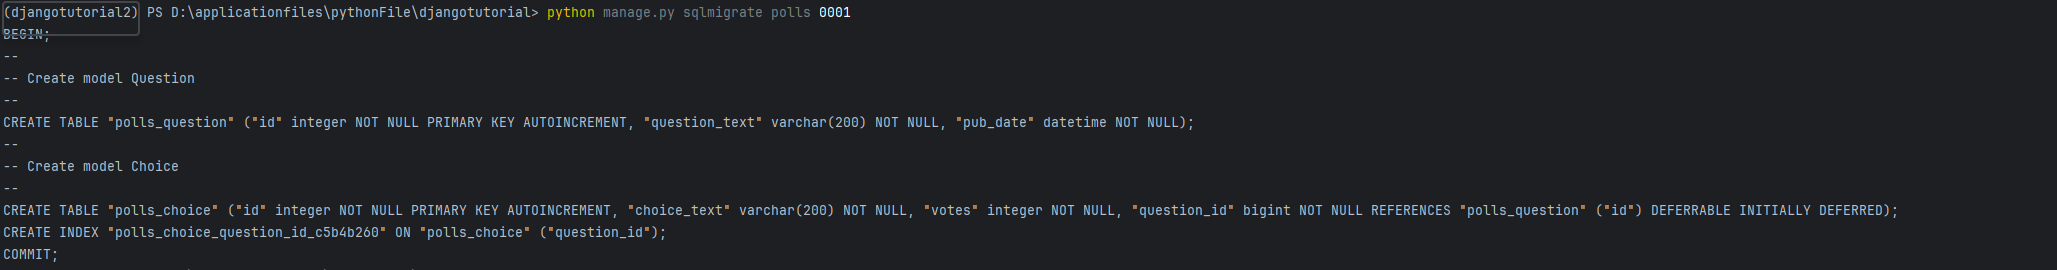 (djangotutorial2) PS D:\applicationfiles\pythonFile\djangotutorial> python manage.py sqlmigrate polls 0001
BEGIN;
--
-- Create model Question
--
CREATE TABLE "polls_question" ("id" integer NOT NULL PRIMARY KEY AUTOINCREMENT, "question_text" varchar(200) NOT NULL, "pub_date" datetime NOT NULL);
--
-- Create model Choice
--
CREATE TABLE "polls_choice" ("id" integer NOT NULL PRIMARY KEY AUTOINCREMENT, "choice_text" varchar(200) NOT NULL, "votes" integer NOT NULL, "question_id" bigint NOT NULL REFERENCES "polls_question" ("id") DEFERRABLE INITIALLY DEFERRED);
CREATE INDEX "polls_choice_question_id_c5b4b260" ON "polls_choice" ("question_id");
COMMIT;